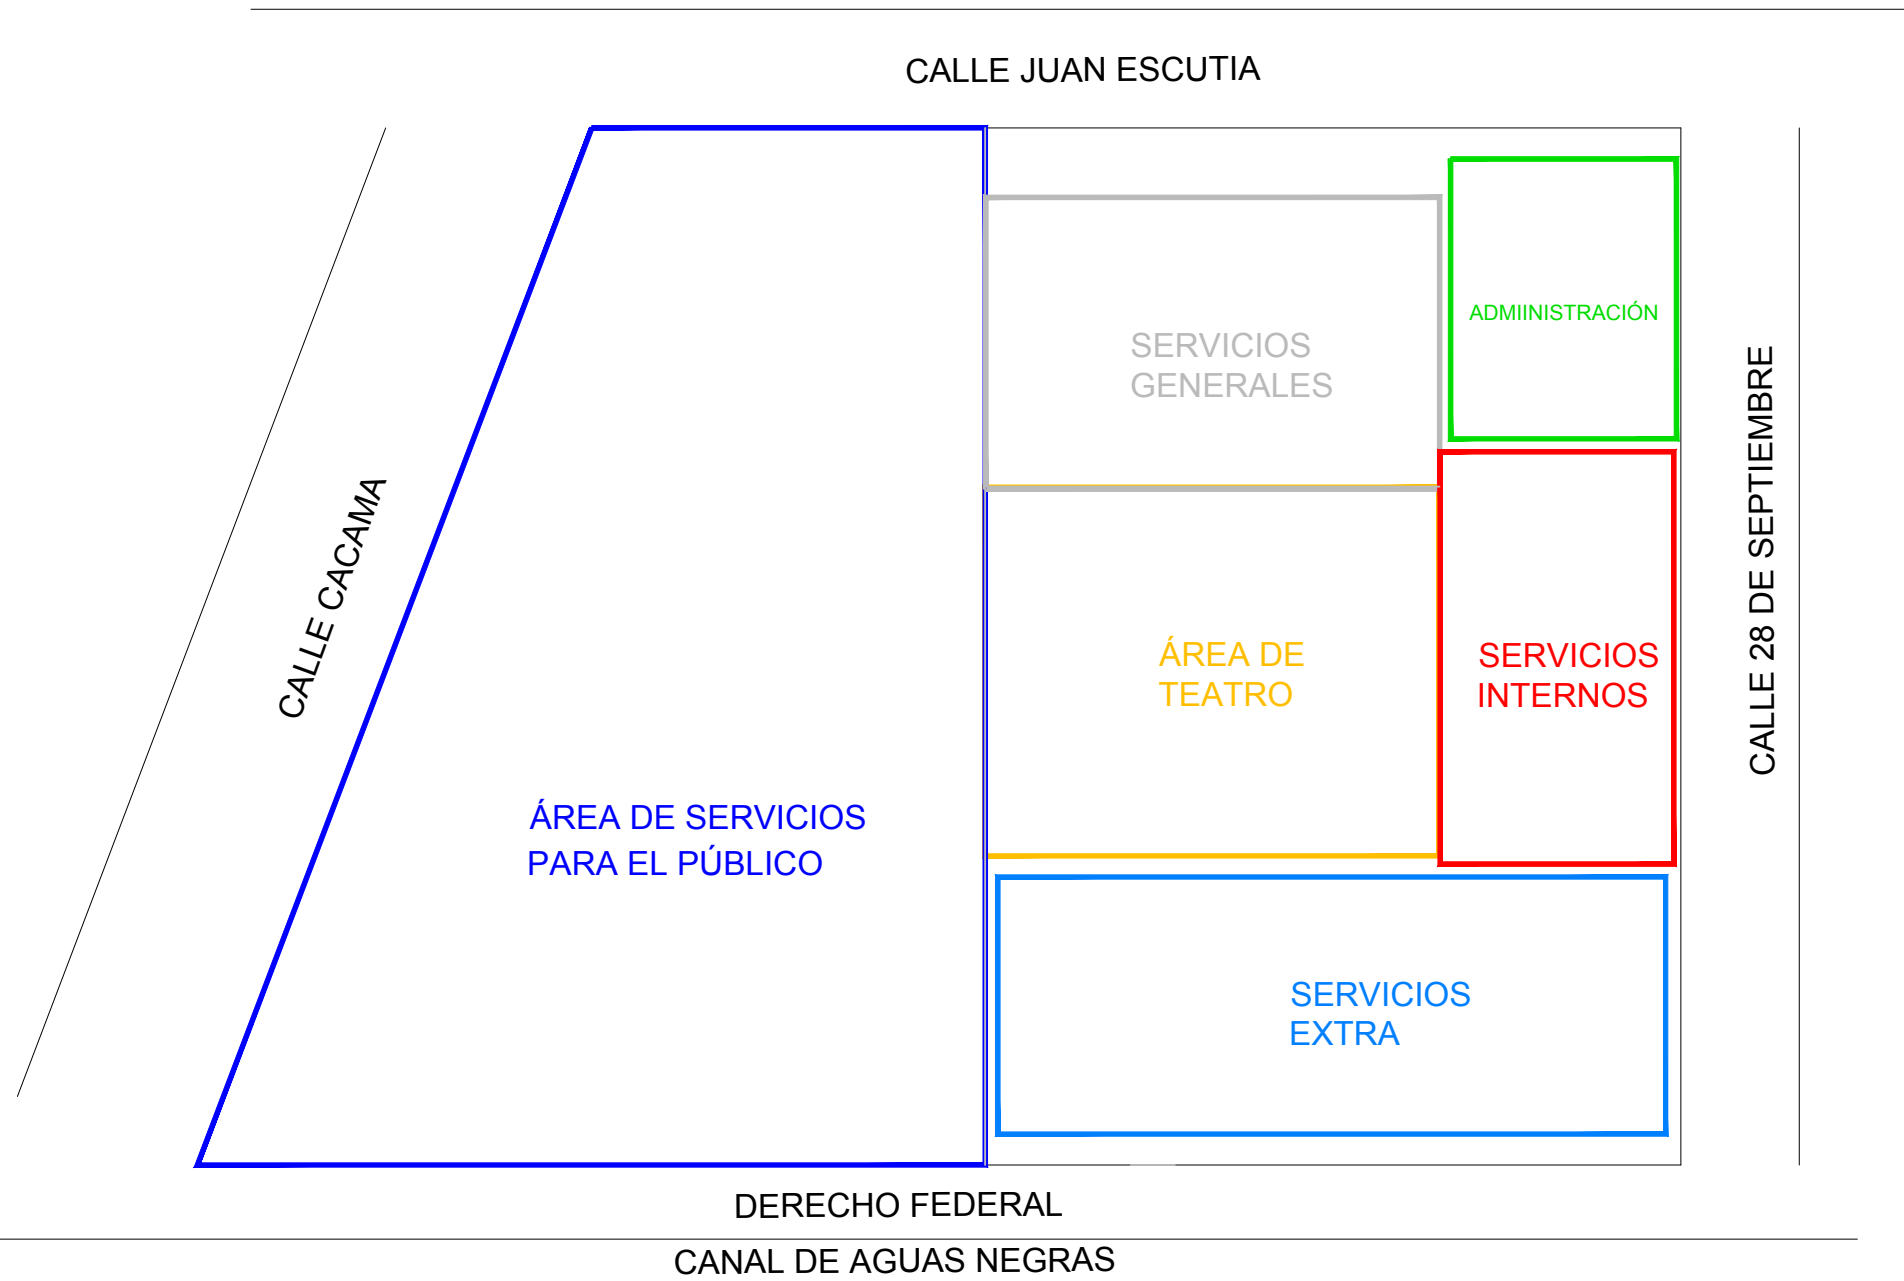 CALLE JUAN ESCUTIA
ADMIINISTRACIÓN
SERVICIOS
GENERALES
CALLE 28 DE SEPTIEMBRE
CALLE CACAMA
ÁREA DE
TEATRO
SERVICIOS
INTERNOS
ÁREA DE SERVICIOS
PARA EL PÚBLICO
SERVICIOS
EXTRA
DERECHO FEDERAL
CANAL DE AGUAS NEGRAS